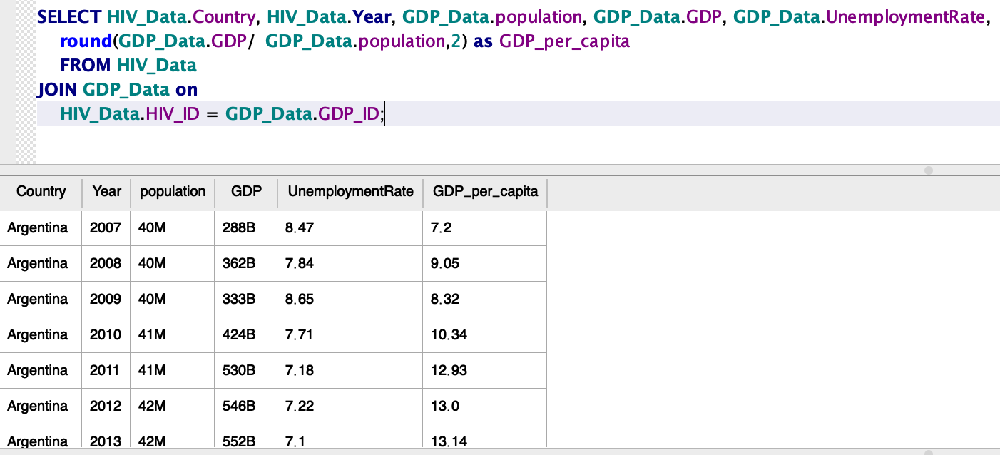 SELECT HIV_Data.Country, HIV_Data.Year, GDP_Data.population, GDP_Data.GDP, GDP_Data.UnemploymentRate,
round(GDP_Data.GDP/ GDP_Data.population,2) as GDP_per_capita
FROM HIV_Data
JOIN GDP_Data on
HIV_Data.HIV_ID = GDP_Data.GDP_ID;
Country Year population GDP UnemploymentRate GDP_per_capita
Argentina 2007 40M 288B 8.47 7.2
Argentina 2008 40M 362B 7.84 9.05
Argentina 2009 40M 333B 8.65 8.32
Argentina 2010 41M 424B 7.71 10.34
Argentina 2011 41M 530B 7.18 12.93
Argentina 2012 42M 546B 7.22 13.0
Argentina 2013 42M 552B 7.1 13.14